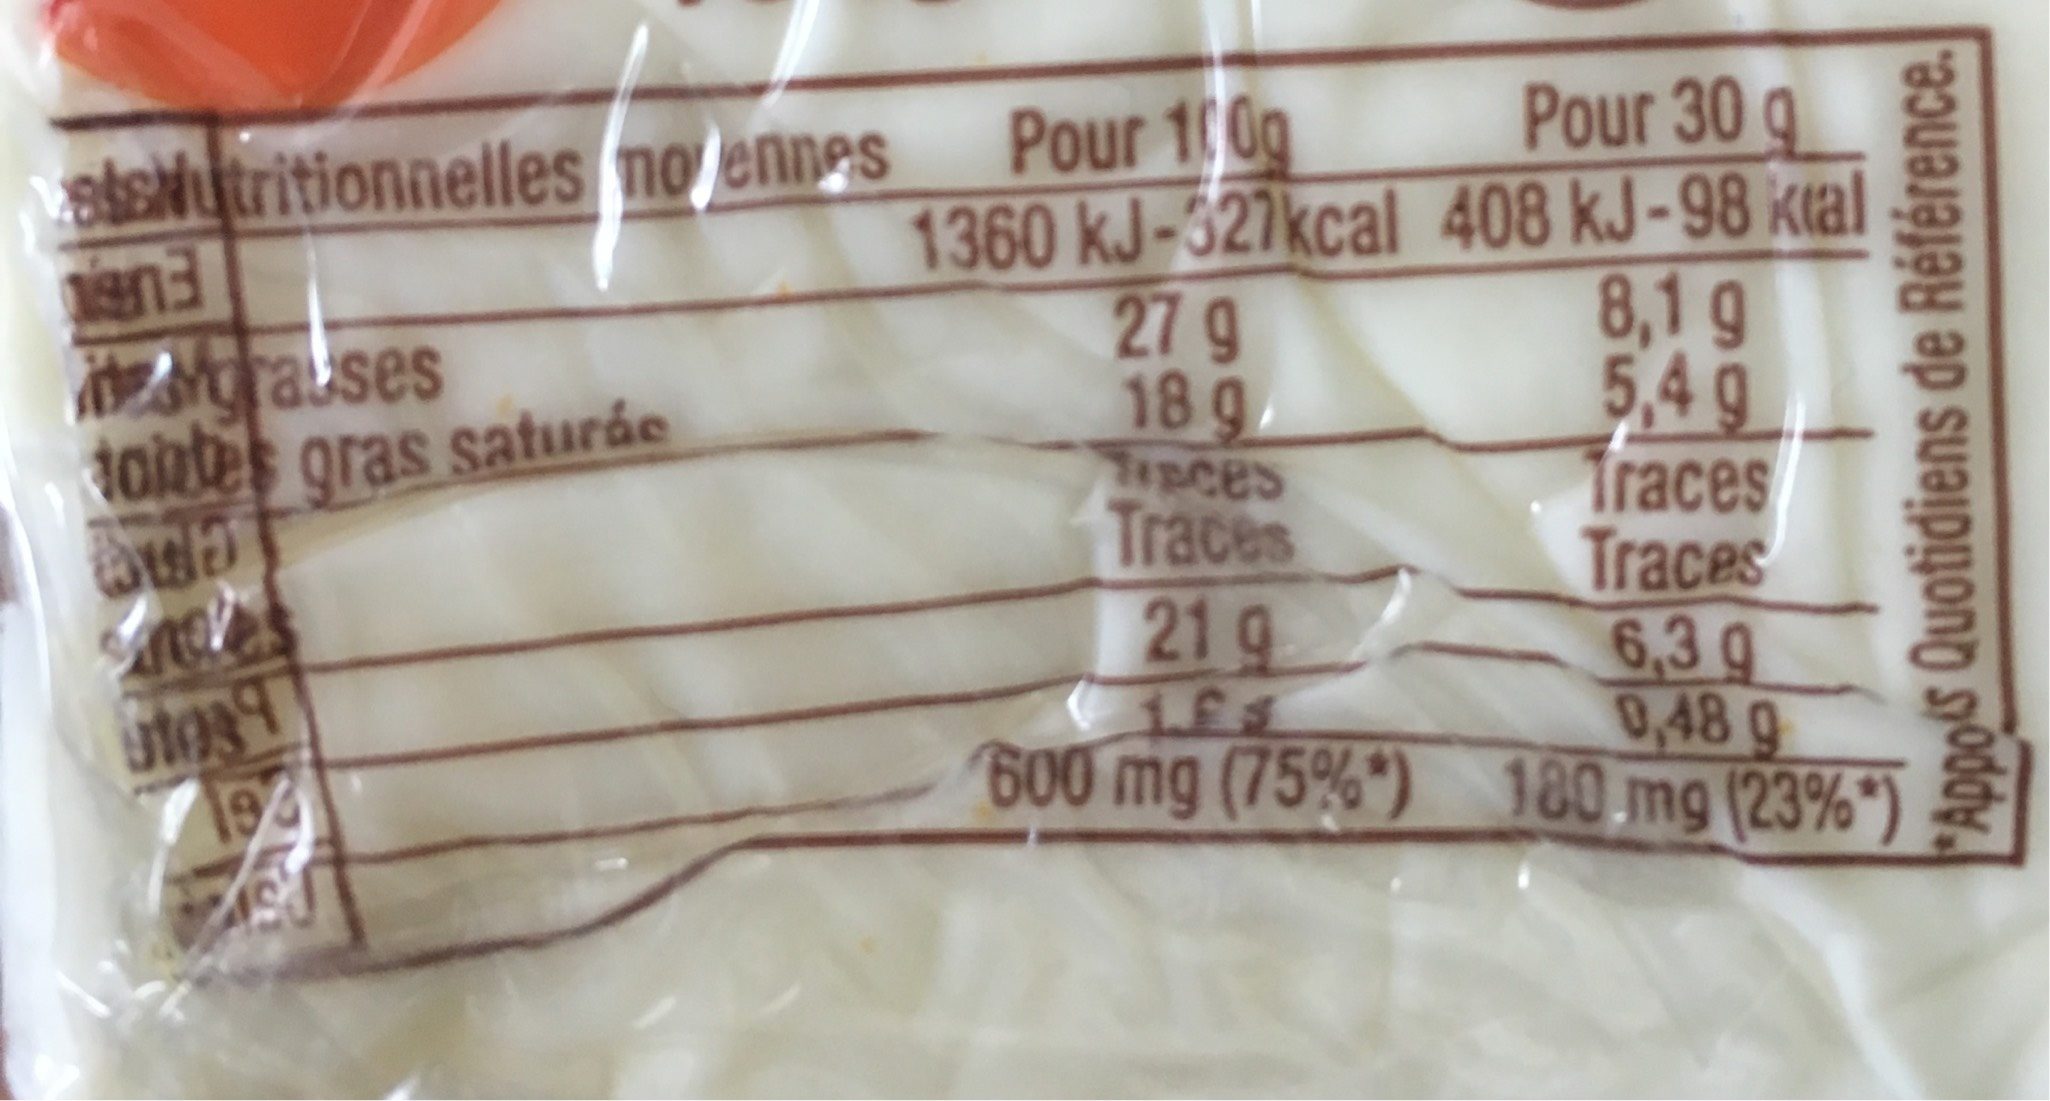 Nutritionnelles moyennes Pour 100g Pour 30 g
1360 kJ-327kcal 408 kJ-98 kcal
grasses 27 g 8,1 g
gras saturés 18 g 5,4 g
Traces Traces
Traces Traces
21 g 6,3 g
0,48 g
600 mg (75%*) 180 mg (23%*)
*Apports Quotidiens de Référence.